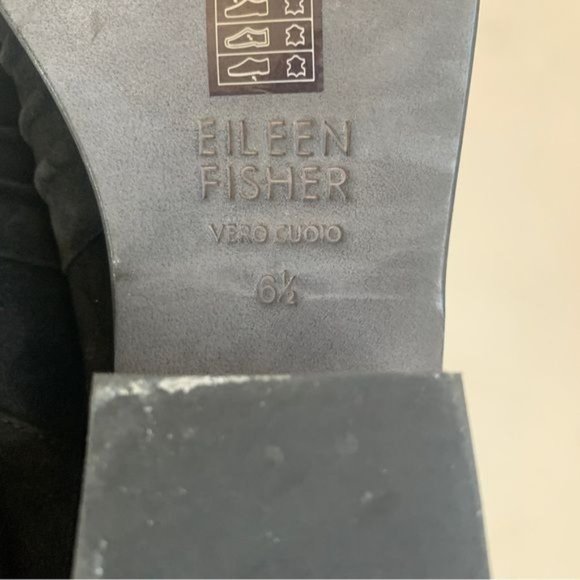 EILEEN
FISHER
VERO CUOIO
6½